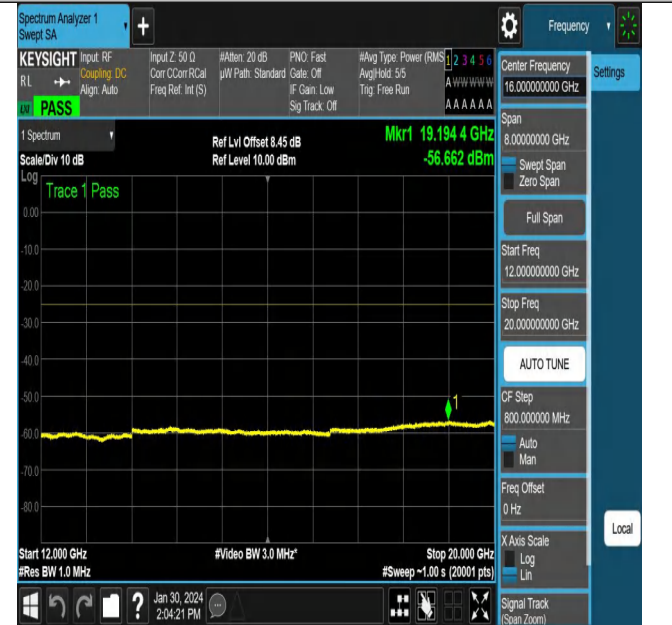 Spectrum Analyzer 1
Swept SA
+
Frequency
KEYSIGHT
RL
PASS
Input: RF
Coupling: DC
Align: Auto
Input Z: 50 Ω
Corr CCorr RCal
Freq Ref: Int (S)
#Atten: 20 dB
µW Path: Standard
PNO: Fast
Gate: Off
IF Gain: Low
Sig Track: Off
#Avg Type: Power (RMS
Avg|Hold: 5/5
Trig: Free Run
1 2 3 4 5 6
A W W W W W
A A A A A A
1 Spectrum
Scale/Div 10 dB
Ref Lvl Offset 8.45 dB
Ref Level 10.00 dBm
Mkr1 19.194 4 GHz
-56.662 dBm
Log
Trace 1 Pass
0.00
-10.0
-20.0
-30.0
-40.0
-50.0
-60.0
-70.0
-80.0
1
Start 12.000 GHz
#Res BW 1.0 MHz
#Video BW 3.0 MHz*
Stop 20.000 GHz
#Sweep ~1.00 s (20001 pts)
Jan 30, 2024
2:04:21 PM
Center Frequency
16.000000000 GHz
Settings
Span
8.00000000 GHz
Swept Span
Zero Span
Full Span
Start Freq
12.000000000 GHz
Stop Freq
20.000000000 GHz
AUTO TUNE
CF Step
800.000000 MHz
Auto
Man
Freq Offset
0 Hz
X Axis Scale
Log
Lin
Local
Signal Track
(Span Zoom)